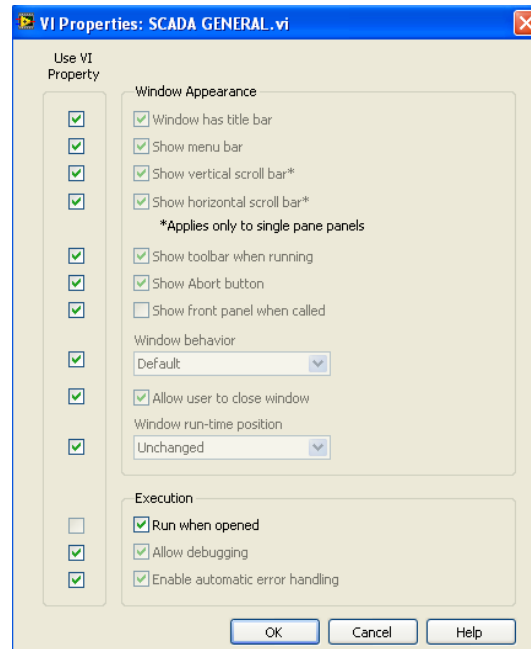 VI Properties: SCADA GENERAL.vi
Use VI
Property
Window Appearance
Window has title bar
Show menu bar
Show vertical scroll bar*
Show horizontal scroll bar*
*Applies only to single pane panels
Show toolbar when running
Show Abort button
Show front panel when called
Window behavior
Default
Allow user to close window
Window run-time position
Unchanged
Execution
Run when opened
Allow debugging
Enable automatic error handling
OK Cancel Help